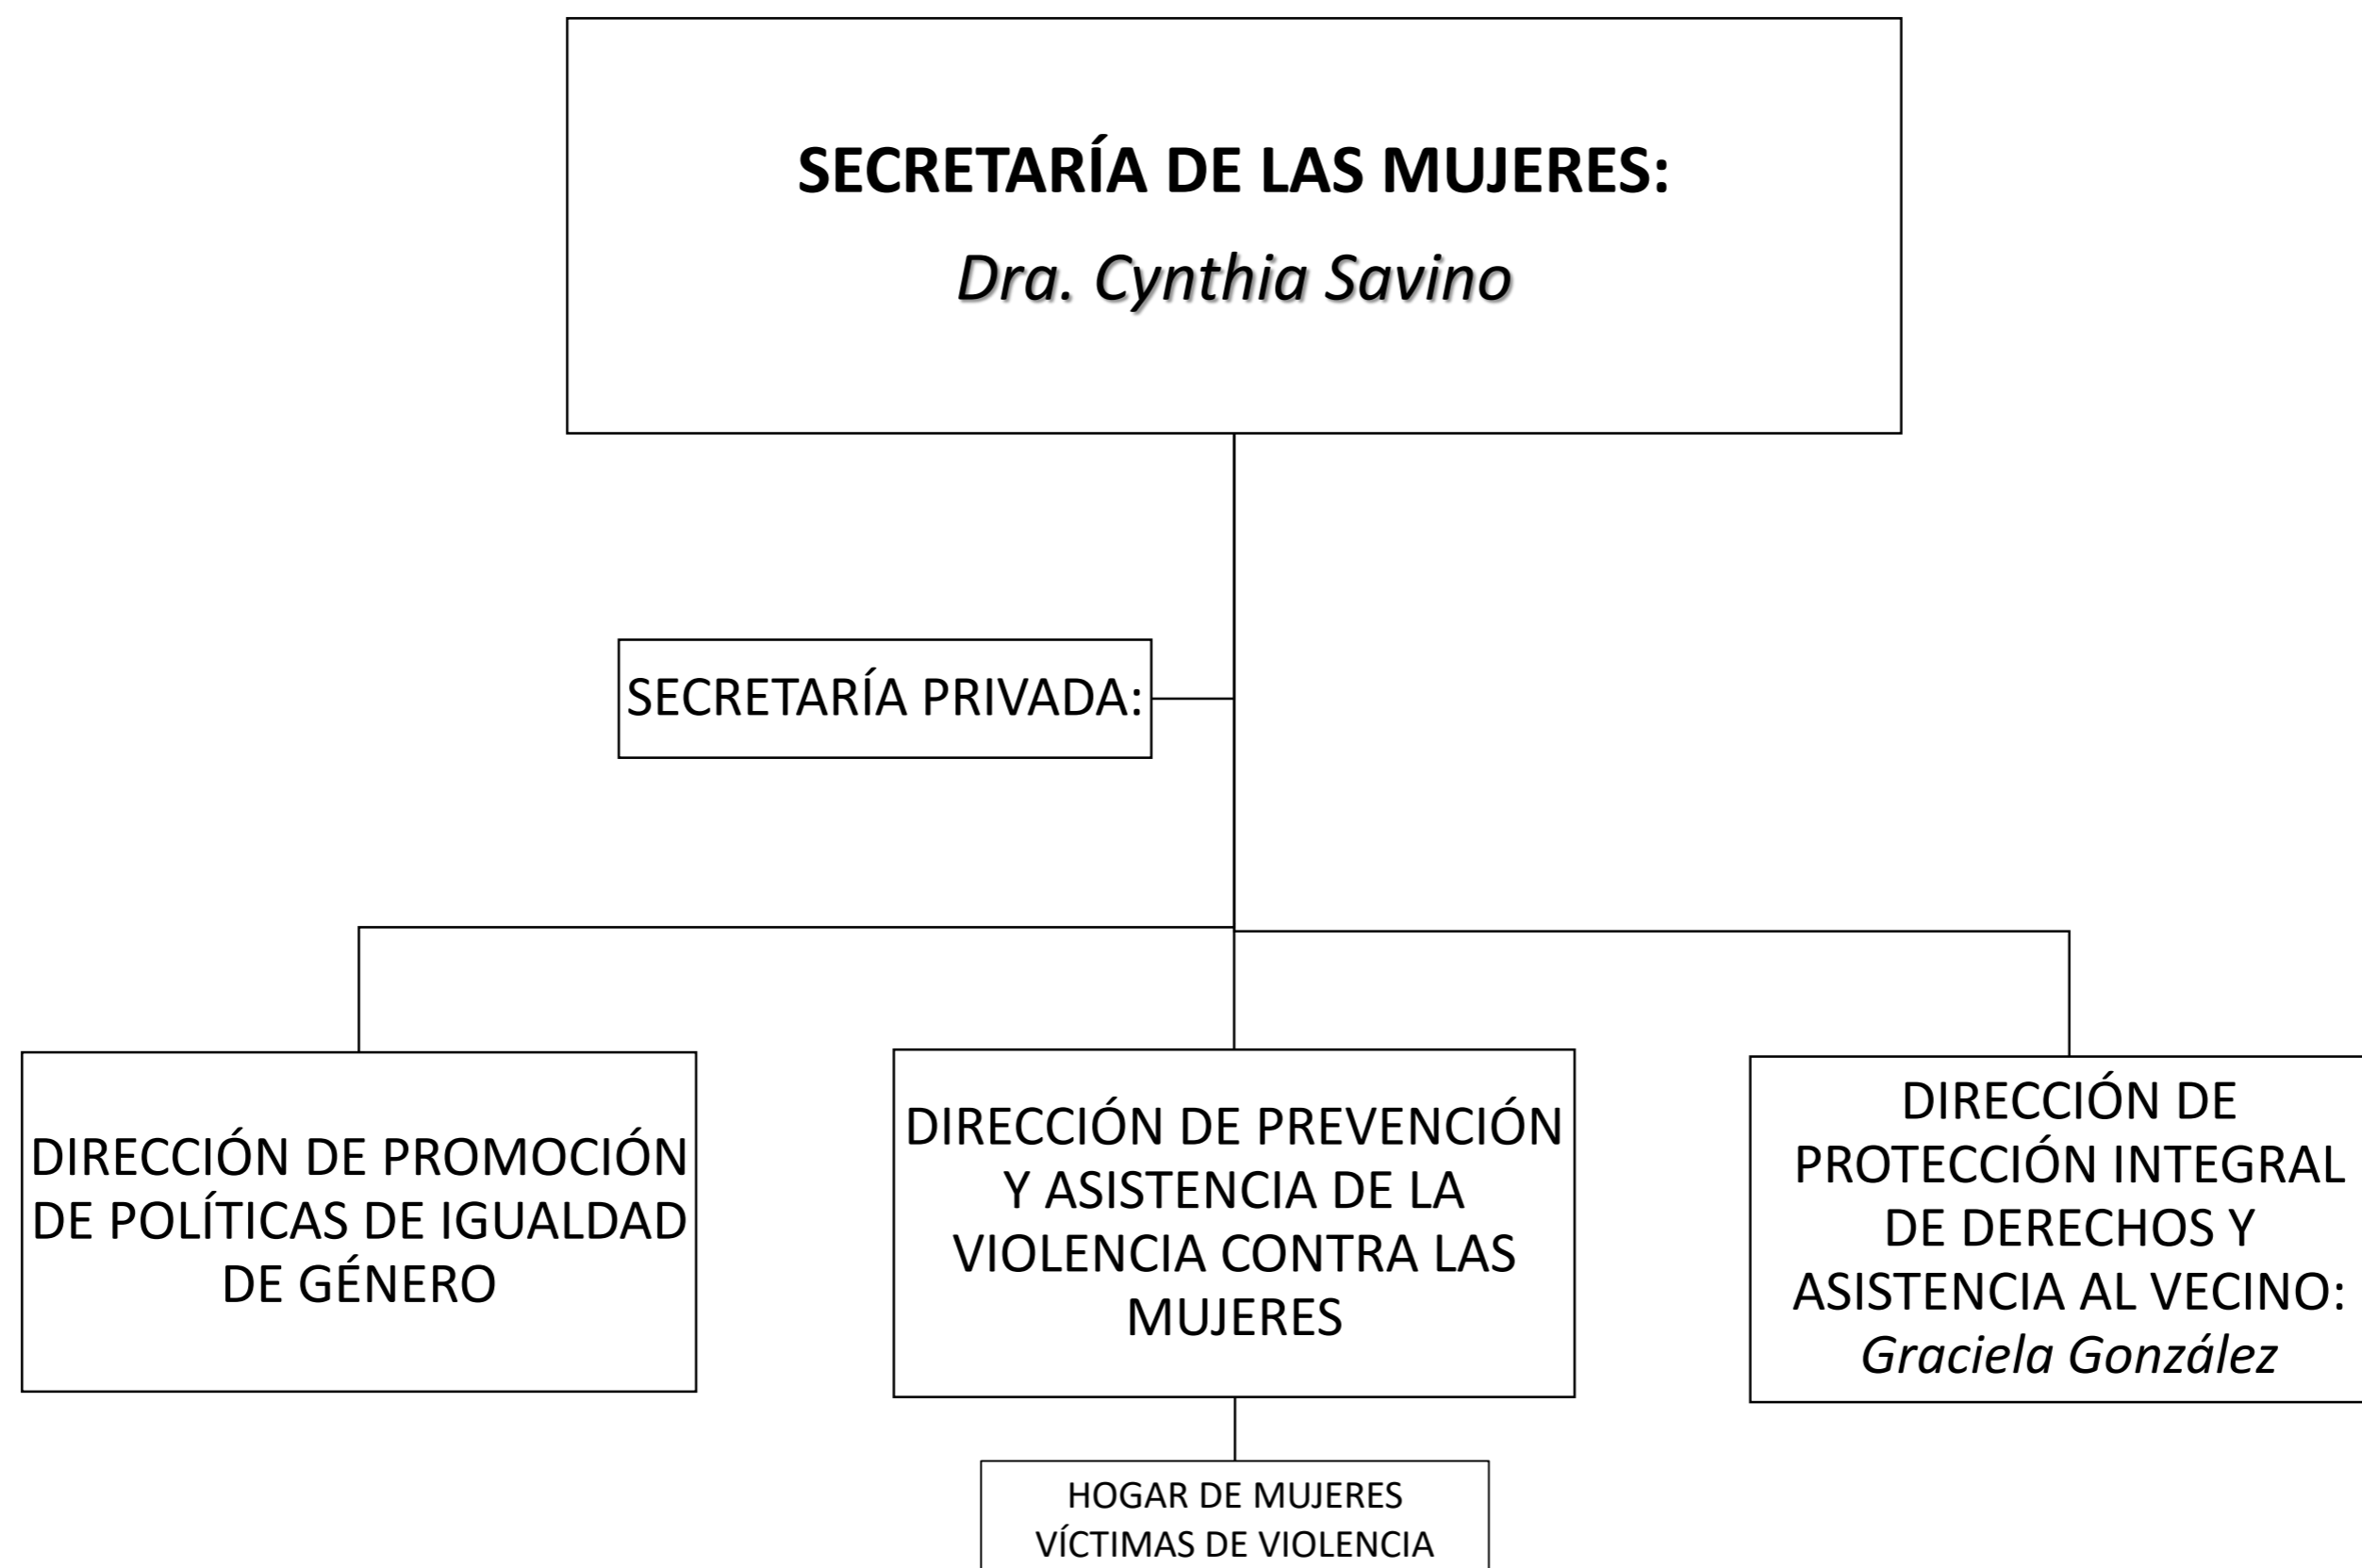 SECRETARÍA DE LAS MUJERES:
Dra. Cynthia Savino
SECRETARÍA PRIVADA:
DIRECCIÓN DE PROMOCIÓN
DE POLÍTICAS DE IGUALDAD
DE GÉNERO
DIRECCIÓN DE PREVENCIÓN
Y ASISTENCIA DE LA
VIOLENCIA CONTRA LAS
MUJERES
DIRECCIÓN DE
PROTECCIÓN INTEGRAL
DE DERECHOS Y
ASISTENCIA AL VECINO:
Graciela González
HOGAR DE MUJERES
VÍCTIMAS DE VIOLENCIA